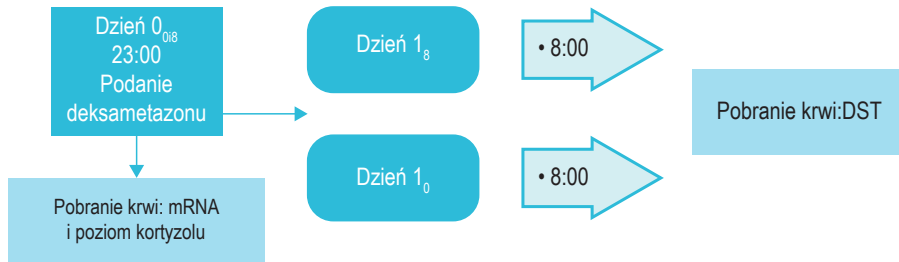 Dzień 0₀ᵢ₈
23:00
Podanie
deksametazonu
Pobranie krwi: mRNA
i poziom kortyzolu
Dzień 1₈
• 8:00
Dzień 1₀
• 8:00
Pobranie krwi:DST